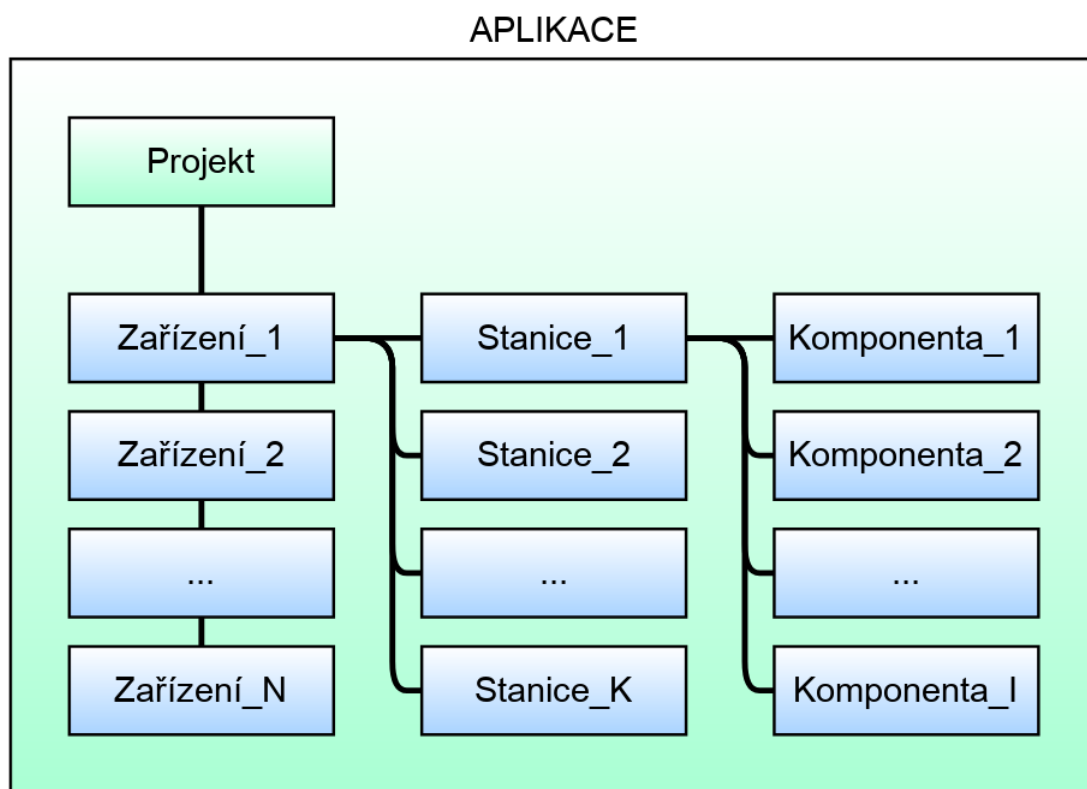 APLIKACE
Projekt
Zařízení_1
Stanice_1
Komponenta_1
Zařízení_2
Stanice_2
Komponenta_2
...
...
...
Zařízení_N
Stanice_K
Komponenta_I